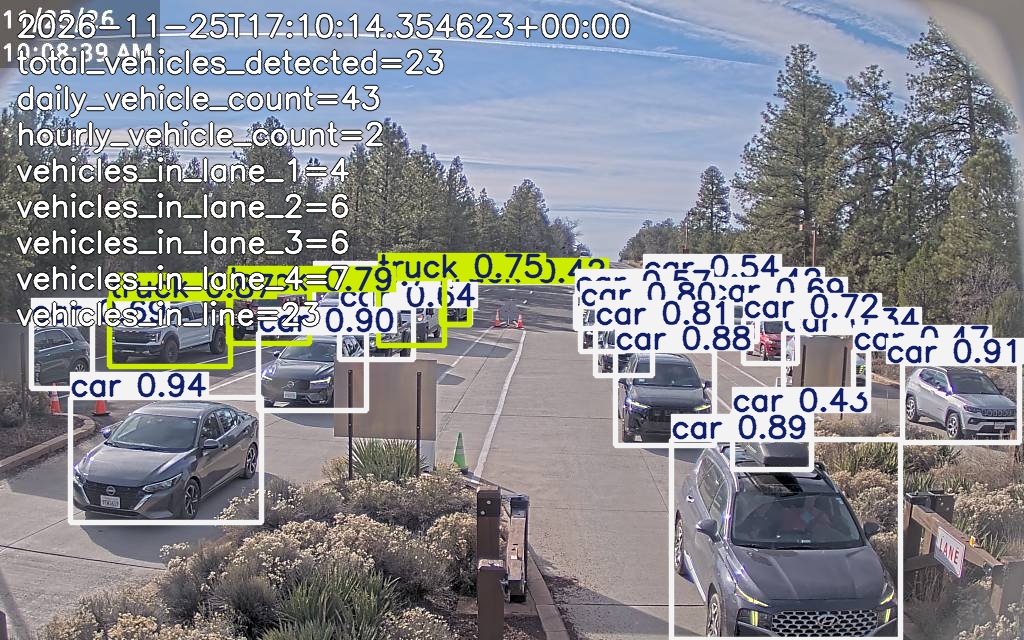 11/25/26
2026-11-25T17:10:14.354623+00:00
10:08:39 AM
total_vehicles_detected=23
daily_vehicle_count=43
hourly_vehicle_count=2
vehicles_in_lane_1=4
vehicles_in_lane_2=6
vehicles_in_lane_3=6
vehicles_in_lane_4=7
vehicles_in_line=23
truck 0.75
car 0.54
car 0.80
car 0.69
car 0.81
car 0.72
car 0.90
car 0.88
car 0.91
car 0.94
car 0.43
car 0.89
LANE